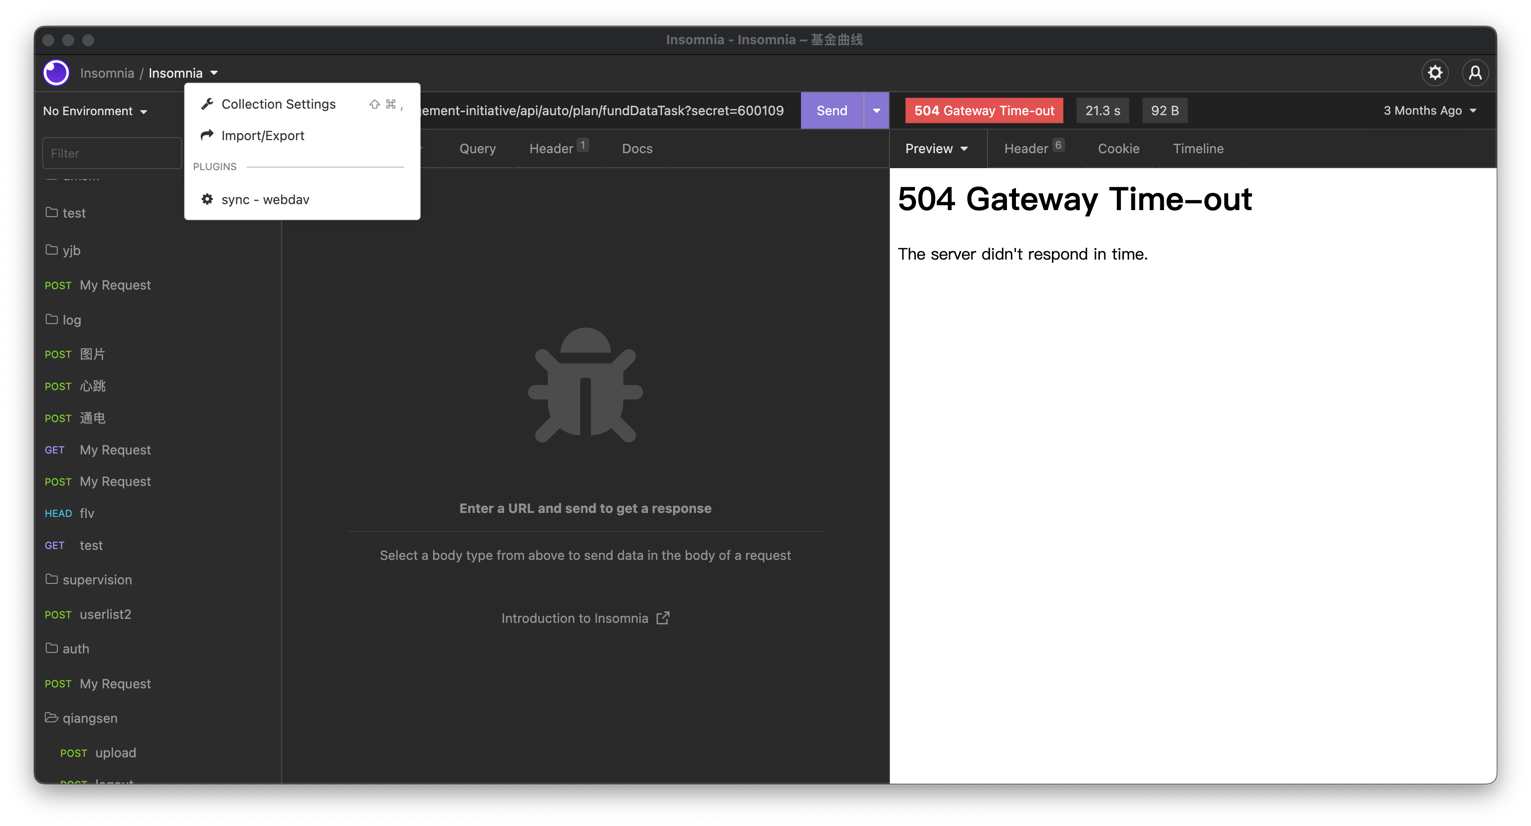 Insomnia - Insomnia – 基金曲线
Insomnia / Insomnia
No Environment
Filter
test
yjb
POST My Request
log
POST 图片
POST 心跳
POST 通电
GET My Request
POST My Request
HEAD flv
GET test
supervision
POST userlist2
auth
POST My Request
qiangsen
POST upload
POST logout
Collection Settings ⇧ ⌘ ,
Import/Export
PLUGINS
sync - webdav
ement-initiative/api/auto/plan/fundDataTask?secret=600109
Send
Query
Header 1
Docs
Enter a URL and send to get a response
Select a body type from above to send data in the body of a request
Introduction to Insomnia
504 Gateway Time-out
21.3 s
92 B
3 Months Ago
Preview
Header 6
Cookie
Timeline
504 Gateway Time-out
The server didn't respond in time.